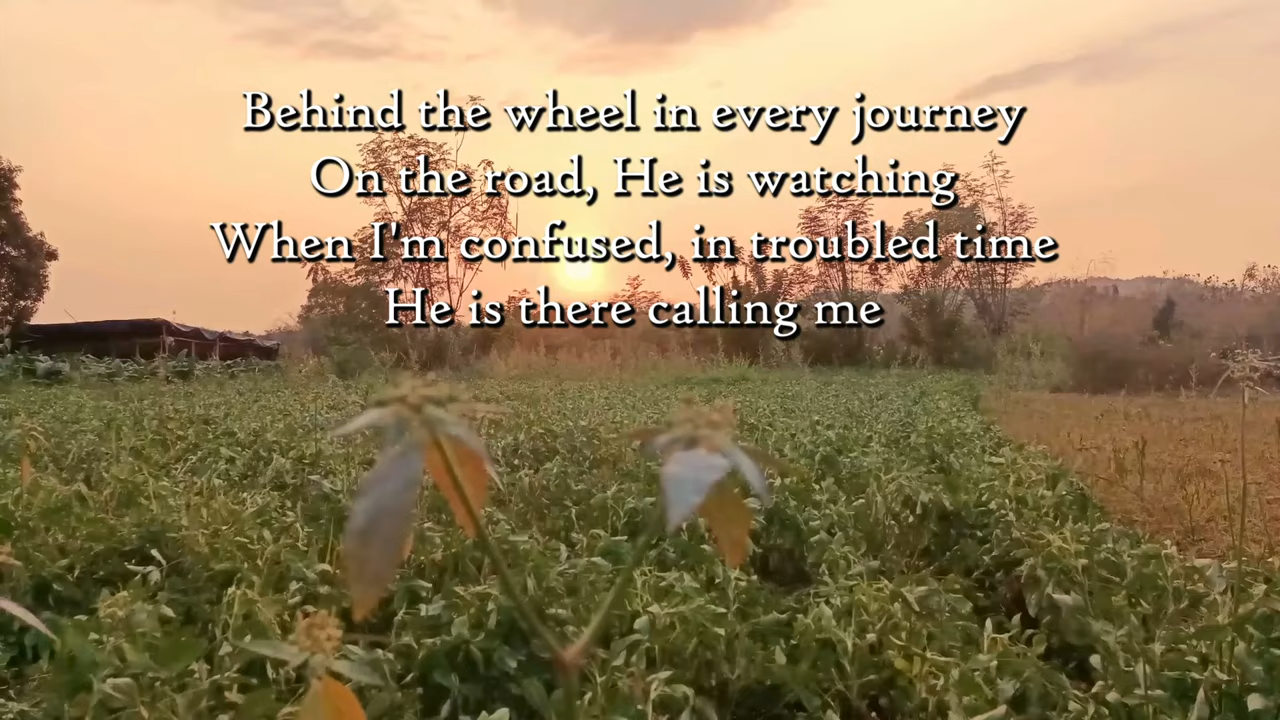 Behind the wheel in every journey
On the road, He is watching
When I'm confused, in troubled time
He is there calling me